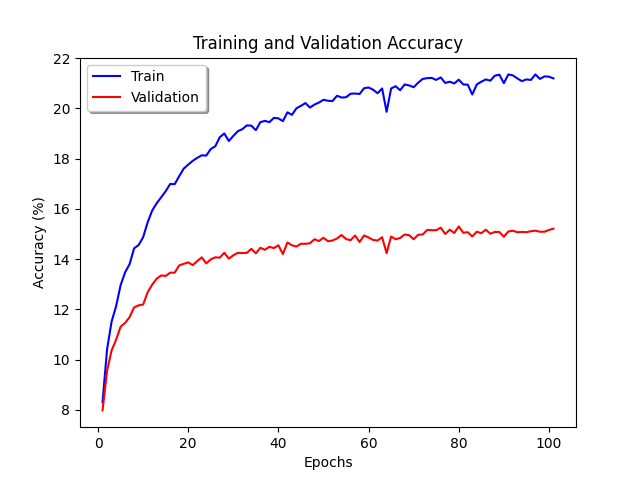 Training and Validation Accuracy
Train
Validation
22
20
18
16
14
12
10
8
Accuracy (%)
0
20
40
60
80
100
Epochs